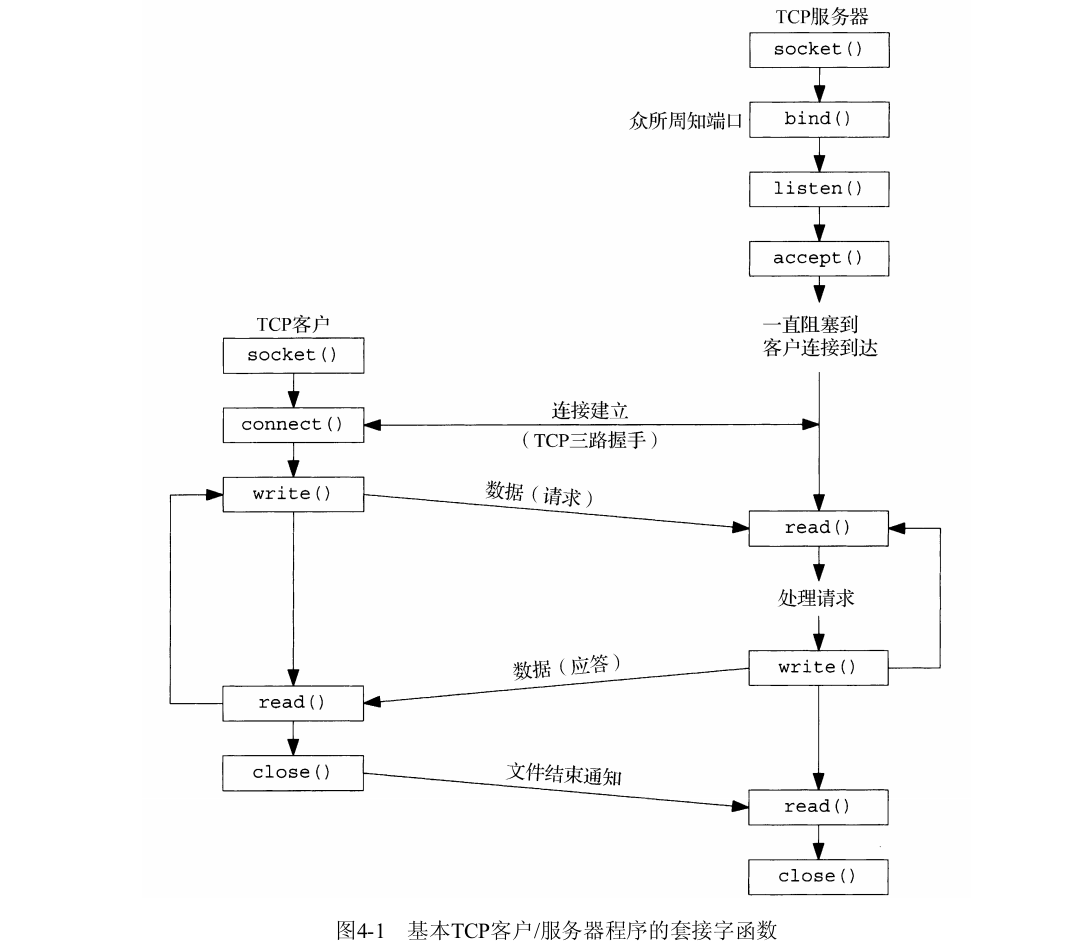 TCP服务器
socket()
众所周知端口
bind()
listen()
accept()
一直阻塞到
客户连接到达
TCP客户
socket()
connect()
连接建立
（TCP三路握手）
write()
数据（请求）
read()
处理请求
write()
数据（应答）
read()
close()
文件结束通知
read()
close()
图4-1 基本TCP客户/服务器程序的套接字函数